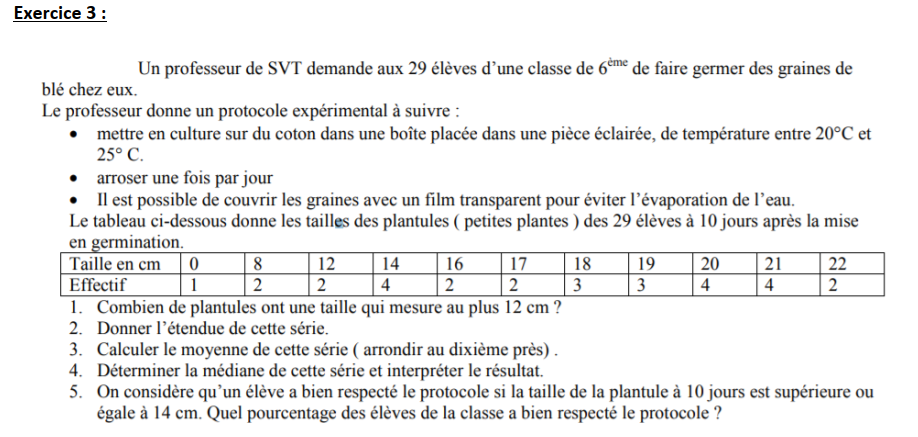 Exercice 3 :
Un professeur de SVT demande aux 29 élèves d'une classe de 6ème de faire germer des graines de
blé chez eux.
Le professeur donne un protocole expérimental à suivre :
• mettre en culture sur du coton dans une boîte placée dans une pièce éclairée, de température entre 20°C et
25° C.
• arroser une fois par jour
• Il est possible de couvrir les graines avec un film transparent pour éviter l'évaporation de l'eau.
Le tableau ci-dessous donne les tailles des plantules ( petites plantes ) des 29 élèves à 10 jours après la mise
en germination.
Taille en cm 0 8 12 14 16 17 18 19 20 21 22
Effectif 1 2 2 4 2 2 3 3 4 4 2
1. Combien de plantules ont une taille qui mesure au plus 12 cm ?
2. Donner l'étendue de cette série.
3. Calculer le moyenne de cette série ( arrondir au dixième près) .
4. Déterminer la médiane de cette série et interpréter le résultat.
5. On considère qu'un élève a bien respecté le protocole si la taille de la plantule à 10 jours est supérieure ou
égale à 14 cm. Quel pourcentage des élèves de la classe a bien respecté le protocole ?